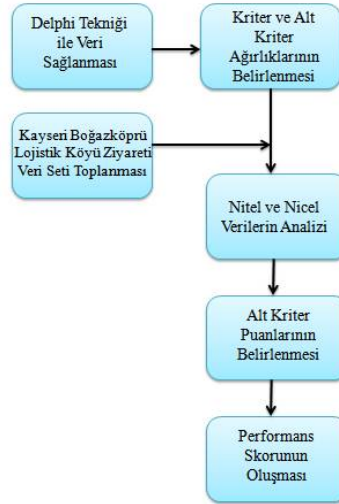 Delphi Tekniği
ile Veri
Sağlanması
Kriter ve Alt
Kriter
Ağırlıklarının
Belirlenmesi
Kayseri Boğazköprü
Lojistik Köyü Ziyareti
Veri Seti Toplanması
Nitel ve Nicel
Verilerin Analizi
Alt Kriter
Puanlarının
Belirlenmesi
Performans
Skorunun
Oluşması